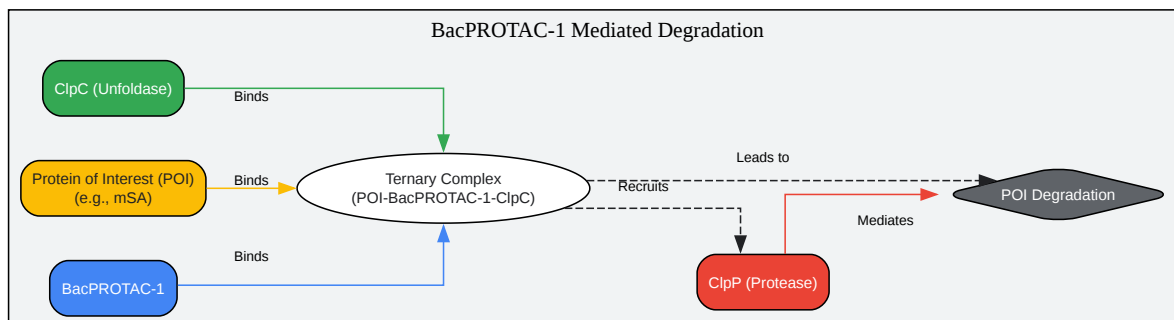 BacPROTAC-1 Mediated Degradation
ClpC (Unfoldase)
Binds
Protein of Interest (POI)
(e.g., mSA)
Binds
Ternary Complex
(POI-BacPROTAC-1-ClpC)
Leads to
Recruits
POI Degradation
Mediates
Binds
BacPROTAC-1
ClpP (Protease)